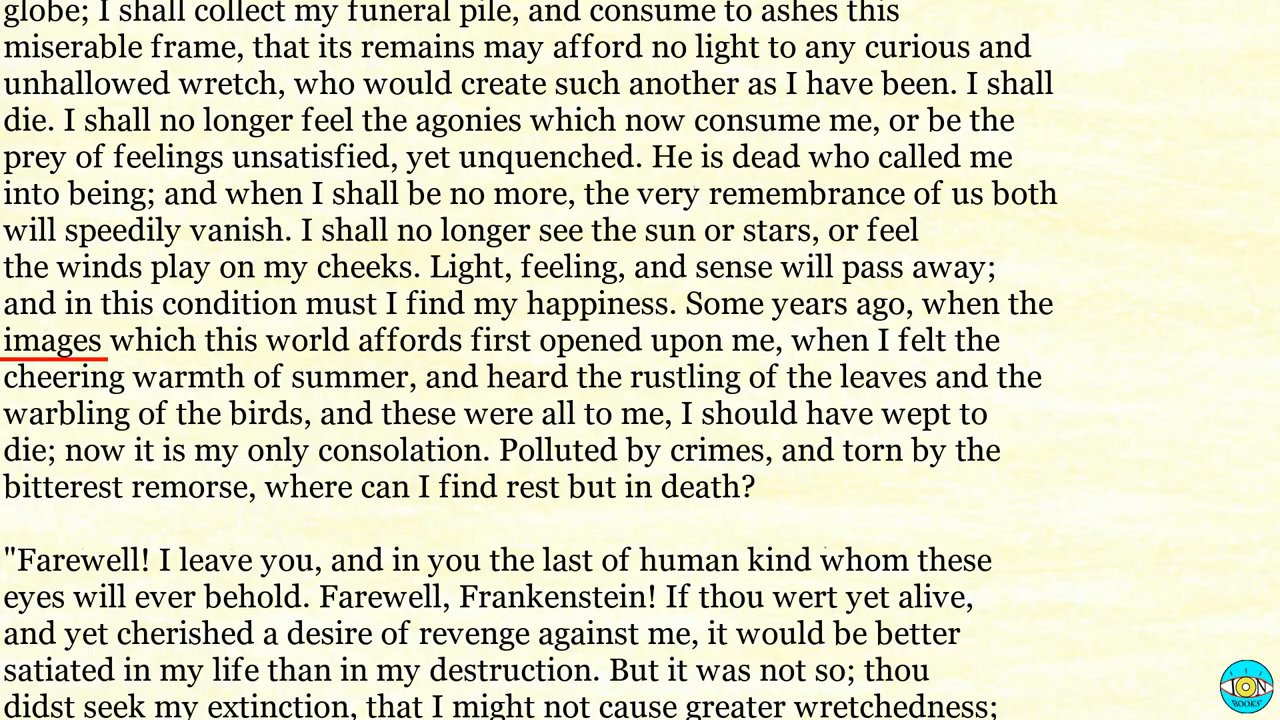 globe; I shall collect my funeral pile, and consume to ashes this
miserable frame, that its remains may afford no light to any curious and
unhallowed wretch, who would create such another as I have been. I shall
die. I shall no longer feel the agonies which now consume me, or be the
prey of feelings unsatisfied, yet unquenched. He is dead who called me
into being; and when I shall be no more, the very remembrance of us both
will speedily vanish. I shall no longer see the sun or stars, or feel
the winds play on my cheeks. Light, feeling, and sense will pass away;
and in this condition must I find my happiness. Some years ago, when the
images which this world affords first opened upon me, when I felt the
cheering warmth of summer, and heard the rustling of the leaves and the
warbling of the birds, and these were all to me, I should have wept to
die; now it is my only consolation. Polluted by crimes, and torn by the
bitterest remorse, where can I find rest but in death?
"Farewell! I leave you, and in you the last of human kind whom these
eyes will ever behold. Farewell, Frankenstein! If thou wert yet alive,
and yet cherished a desire of revenge against me, it would be better
satiated in my life than in my destruction. But it was not so; thou
didst seek my extinction, that I might not cause greater wretchedness;
ION
BOOKS